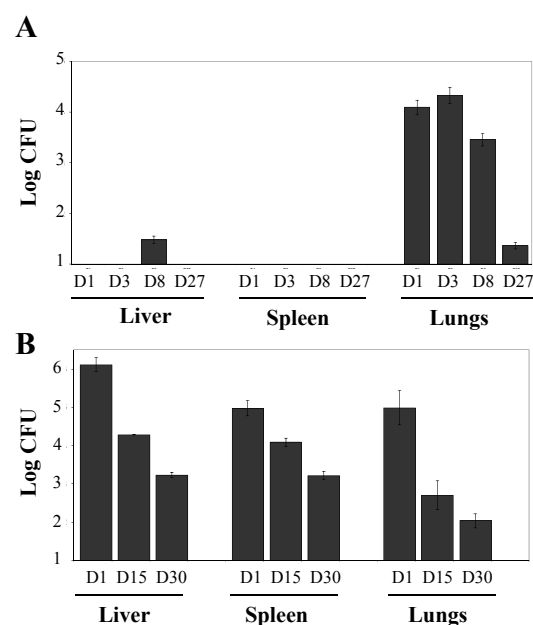 A
5
4
3
2
1
Log CFU
D1 D3 D8 D27 D1 D3 D8 D27 D1 D3 D8 D27
Liver Spleen Lungs
B
6
5
4
3
2
1
Log CFU
D1 D15 D30 D1 D15 D30 D1 D15 D30
Liver Spleen Lungs